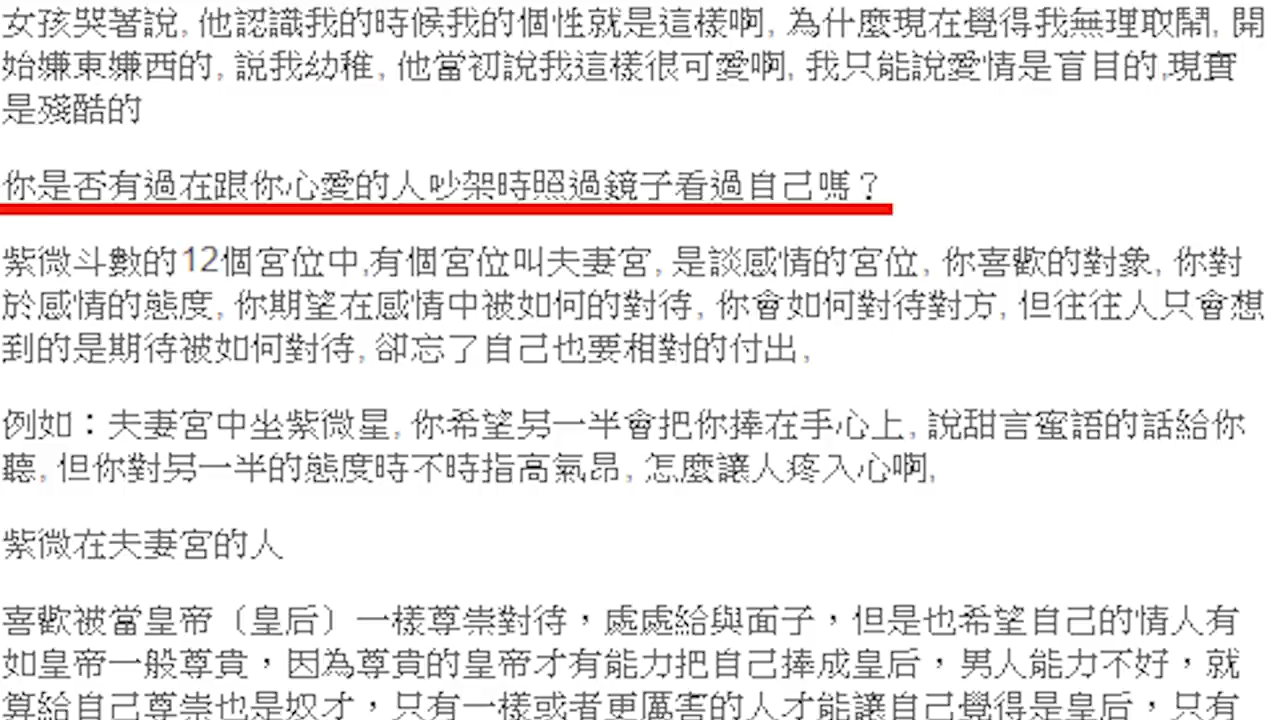 女孩哭著說, 他認識我的時候我的個性就是這樣啊, 為什麼現在覺得我無理取鬧, 開
始嫌東嫌西的, 說我幼稚, 他當初說我這樣很可愛啊, 我只能說愛情是盲目的,現實
是殘酷的
你是否有過在跟你心愛的人吵架時照過鏡子看過自己嗎？
紫微斗數的12個宮位中,有個宮位叫夫妻宮, 是談感情的宮位, 你喜歡的對象, 你對
於感情的態度, 你期望在感情中被如何的對待, 你會如何對待對方, 但往往人只會想
到的是期待被如何對待, 卻忘了自己也要相對的付出,
例如：夫妻宮中坐紫微星, 你希望另一半會把你捧在手心上, 說甜言蜜語的話給你
聽, 但你對另一半的態度時不時指高氣昂, 怎麼讓人疼入心啊,
紫微在夫妻宮的人
喜歡被當皇帝（皇后）一樣尊崇對待，處處給與面子，但是也希望自己的情人有
如皇帝一般尊貴，因為尊貴的皇帝才有能力把自己捧成皇后，男人能力不好，就
算給自己尊崇也是奴才，只有一樣或者更厲害的人才能讓自己覺得是皇后，只有